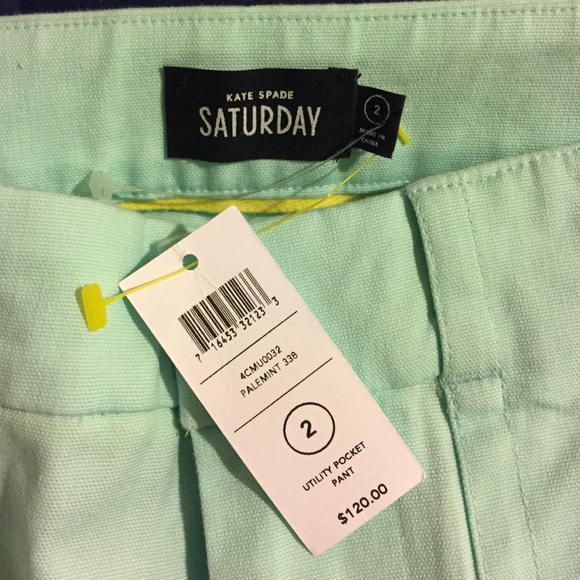 KATE SPADE
SATURDAY
2
MADE IN
CHINA
7 16453 32123 3
4CMU0032
PALEMINT 338
2
UTILITY POCKET
PANT
$120.00